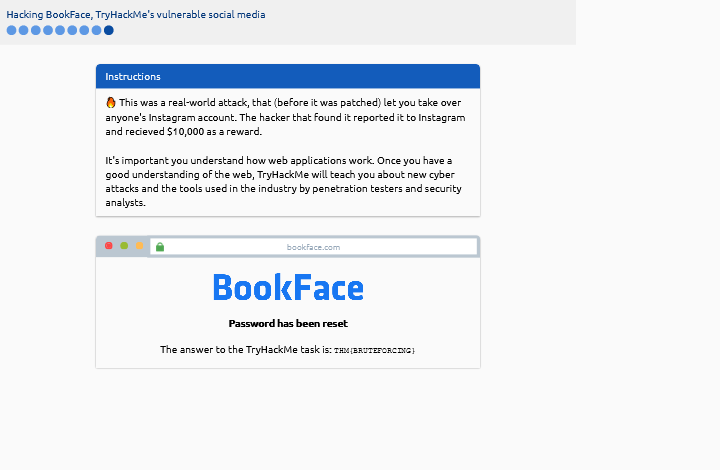 Hacking BookFace, TryHackMe's vulnerable social media
Instructions
🔥 This was a real-world attack, that (before it was patched) let you take over
anyone's Instagram account. The hacker that found it reported it to Instagram
and recieved $10,000 as a reward.
It's important you understand how web applications work. Once you have a
good understanding of the web, TryHackMe will teach you about new cyber
attacks and the tools used in the industry by penetration testers and security
analysts.
bookface.com
BookFace
Password has been reset
The answer to the TryHackMe task is: THM{BRUTEFORCING}